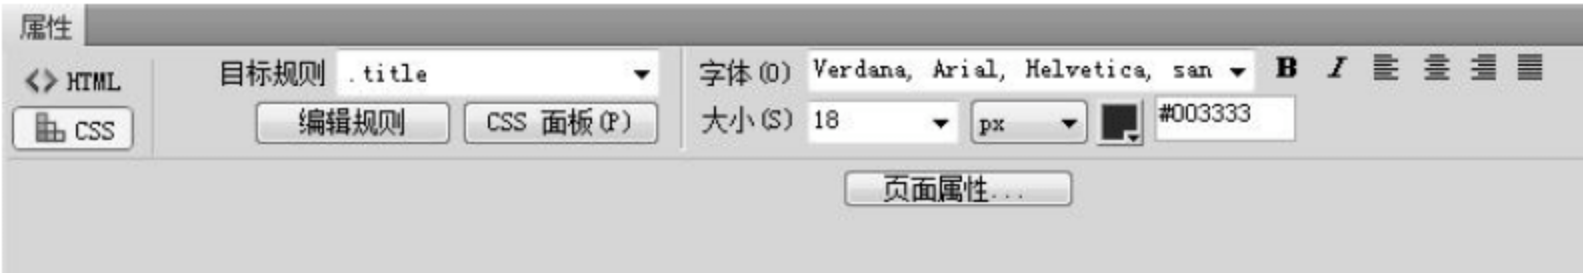 属性
<> HTML 目标规则 .title 字体(O) Verdana, Arial, Helvetica, san B I
CSS 编辑规则 CSS 面板(P) 大小(S) 18 px #003333
页面属性...